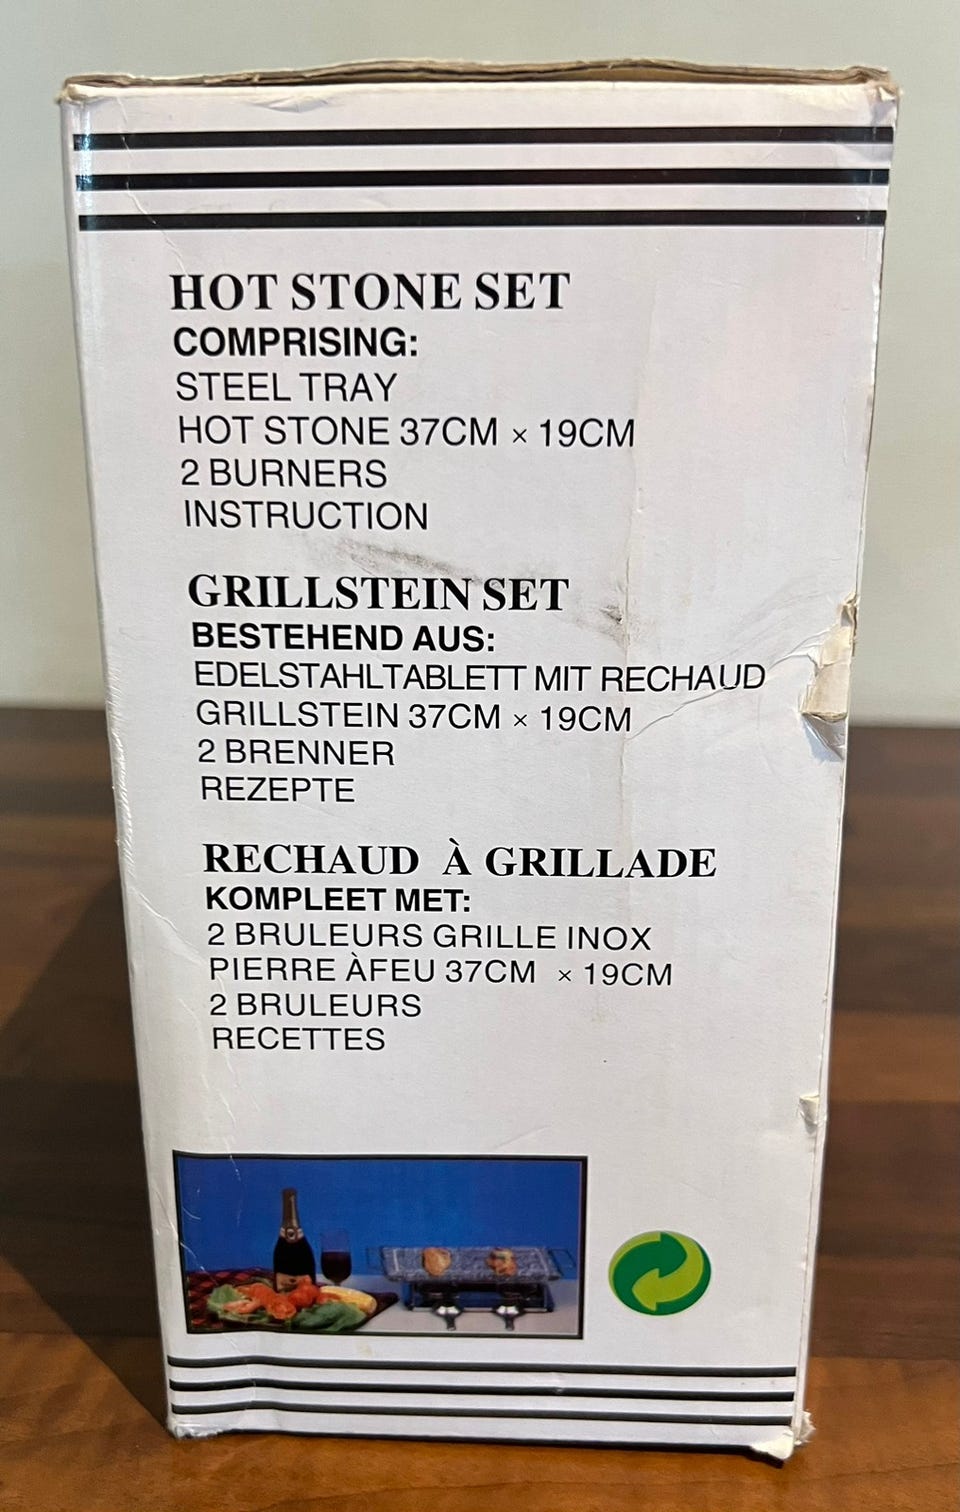 HOT STONE SET
COMPRISING:
STEEL TRAY
HOT STONE 37CM × 19CM
2 BURNERS
INSTRUCTION
GRILLSTEIN SET
BESTEHEND AUS:
EDELSTAHLTABLETT MIT RECHAUD
GRILLSTEIN 37CM × 19CM
2 BRENNER
REZEPTE
RECHAUD À GRILLADE
KOMPLEET MET:
2 BRULEURS GRILLE INOX
PIERRE ÀFEU 37CM × 19CM
2 BRULEURS
RECETTES